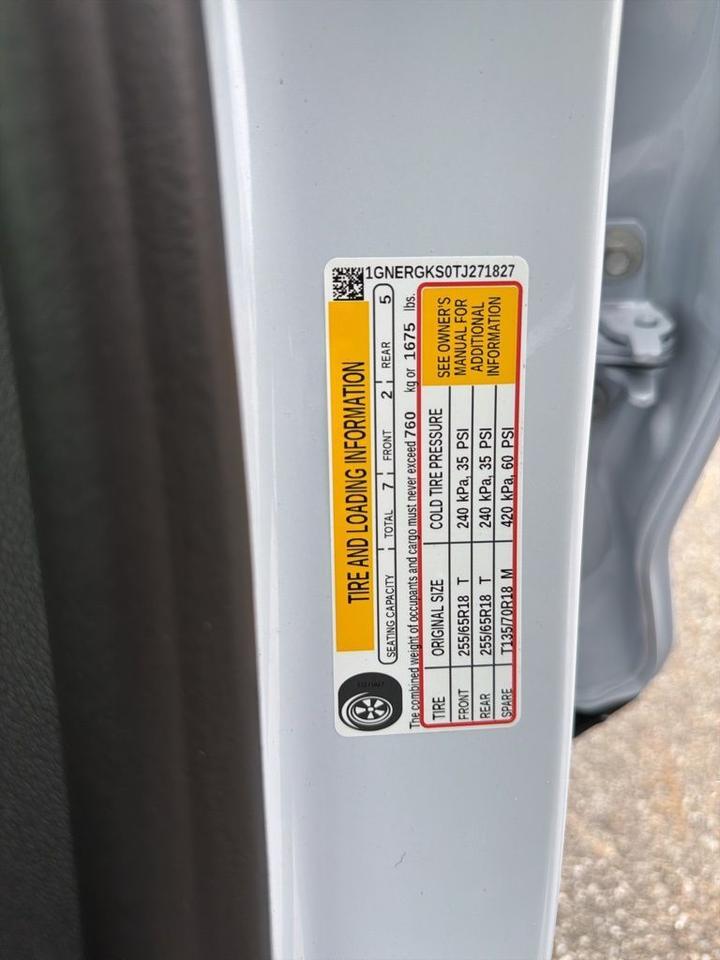 1GNERGKS0TJ271827
TIRE AND LOADING INFORMATION
SEATING CAPACITY TOTAL 7 FRONT 2 REAR 5
The combined weight of occupants and cargo must never exceed 760 kg or 1675 lbs.
TIRE ORIGINAL SIZE COLD TIRE PRESSURE
FRONT 255/65R18 T 240 kPa, 35 PSI
REAR 255/65R18 T 240 kPa, 35 PSI
SPARE T135/70R18 M 420 kPa, 60 PSI
SEE OWNER'S
MANUAL FOR
ADDITIONAL
INFORMATION